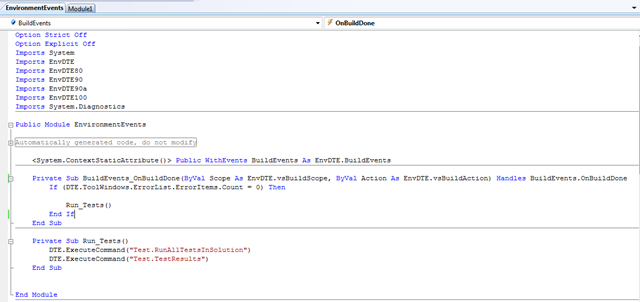 EnvironmentEvents Module1
BuildEvents OnBuildDone
Option Strict Off
Option Explicit Off
Imports System
Imports EnvDTE
Imports EnvDTE80
Imports EnvDTE90
Imports EnvDTE90a
Imports EnvDTE100
Imports System.Diagnostics
Public Module EnvironmentEvents
Automatically generated code, do not modify
<System.ContextStaticAttribute()> Public WithEvents BuildEvents As EnvDTE.BuildEvents
Private Sub BuildEvents_OnBuildDone(ByVal Scope As EnvDTE.vsBuildScope, ByVal Action As EnvDTE.vsBuildAction) Handles BuildEvents.OnBuildDone
If (DTE.ToolWindows.ErrorList.ErrorItems.Count = 0) Then
Run_Tests()
End If
End Sub
Private Sub Run_Tests()
DTE.ExecuteCommand("Test.RunAllTestsInSolution")
DTE.ExecuteCommand("Test.TestResults")
End Sub
End Module